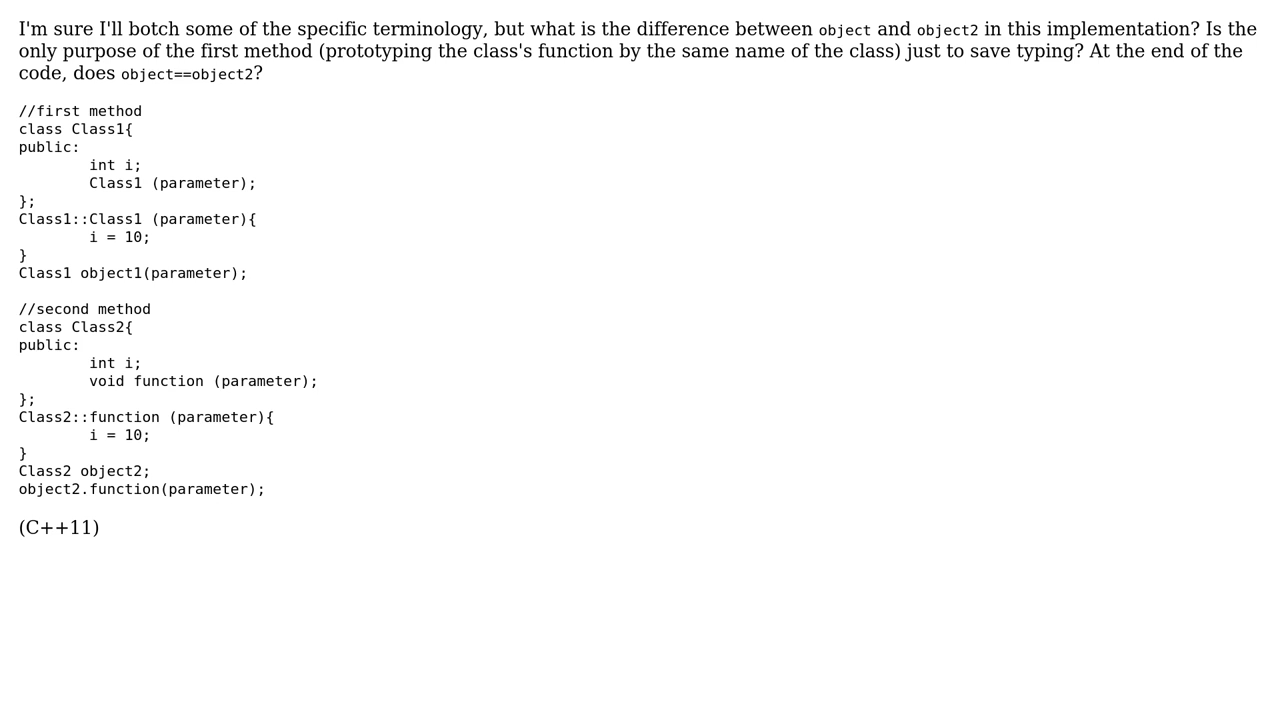 I'm sure I'll botch some of the specific terminology, but what is the difference between object and object2 in this implementation? Is the
only purpose of the first method (prototyping the class's function by the same name of the class) just to save typing? At the end of the
code, does object==object2?
//first method
class Class1{
public:
        int i;
        Class1 (parameter);
};
Class1::Class1 (parameter){
        i = 10;
}
Class1 object1(parameter);

//second method
class Class2{
public:
        int i;
        void function (parameter);
};
Class2::function (parameter){
        i = 10;
}
Class2 object2;
object2.function(parameter);
(C++11)